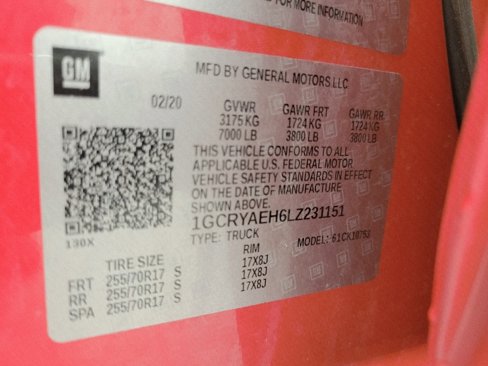 FOR MORE INFORMATION
GM
MFD BY GENERAL MOTORS LLC
02/20
GVWR GAWR FRT GAWR RR
3175 KG 1724 KG 1724 KG
7000 LB 3800 LB 3800 LB
THIS VEHICLE CONFORMS TO ALL
APPLICABLE U.S. FEDERAL MOTOR
VEHICLE SAFETY STANDARDS IN EFFECT
ON THE DATE OF MANUFACTURE
SHOWN ABOVE.
1GCRYAEH6LZ231151
130X
TYPE: TRUCK MODEL:
TIRE SIZE RIM
FRT 255/70R17 S 17X8J
RR 255/70R17 S 17X8J
SPA 255/70R17 S 17X8J